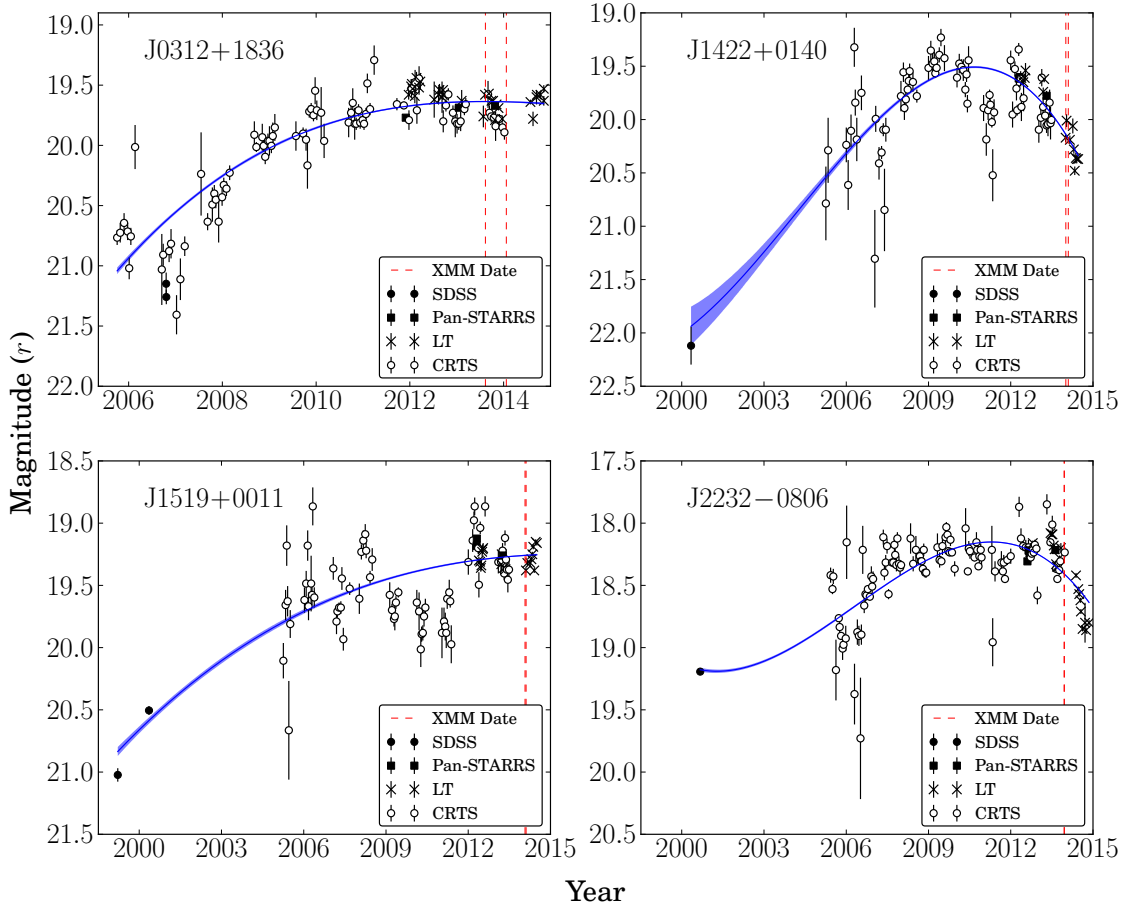 Magnitude (r)
J0312+1836
19.0
19.5
20.0
20.5
21.0
21.5
22.0
2006
2008
2010
2012
2014
XMM Date
SDSS
Pan-STARRS
LT
CRTS
J1422+0140
19.0
19.5
20.0
20.5
21.0
21.5
22.0
22.5
2000
2003
2006
2009
2012
2015
XMM Date
SDSS
Pan-STARRS
LT
CRTS
J1519+0011
18.5
19.0
19.5
20.0
20.5
21.0
21.5
2000
2003
2006
2009
2012
2015
XMM Date
SDSS
Pan-STARRS
LT
CRTS
J2232−0806
17.5
18.0
18.5
19.0
19.5
20.0
20.5
2000
2003
2006
2009
2012
2015
XMM Date
SDSS
Pan-STARRS
LT
CRTS
Year